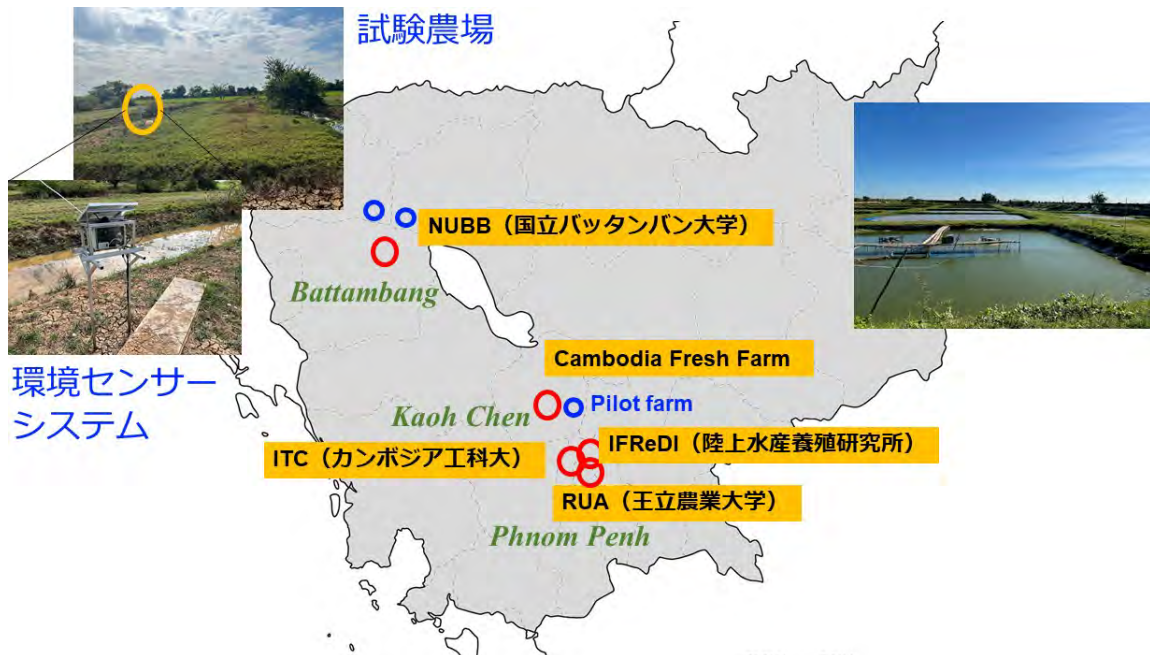 試験農場
NUBB（国立バッタンバン大学）
Battambang
環境センサー
システム
Cambodia Fresh Farm
Kaoh Chen
Pilot farm
IFReDI（陸上水産養殖研究所）
ITC（カンボジア工科大）
RUA（王立農業大学）
Phnom Penh